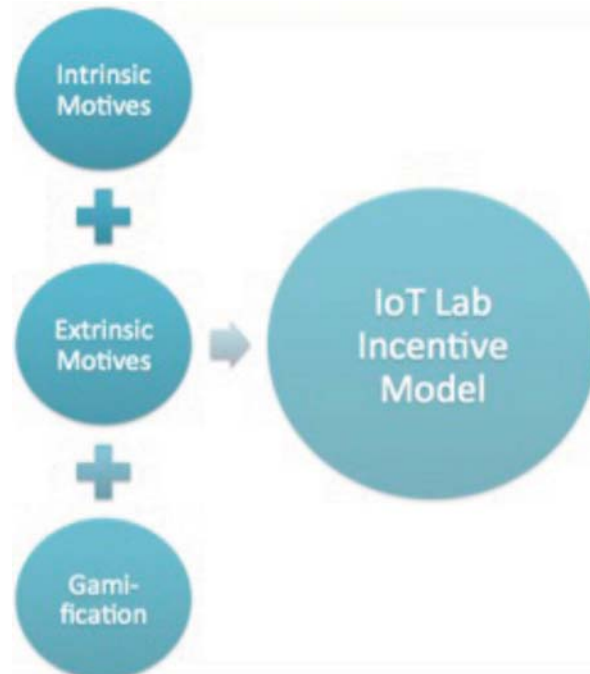 Intrinsic
Motives
Extrinsic
Motives
Gami-
fication
IoT Lab
Incentive
Model